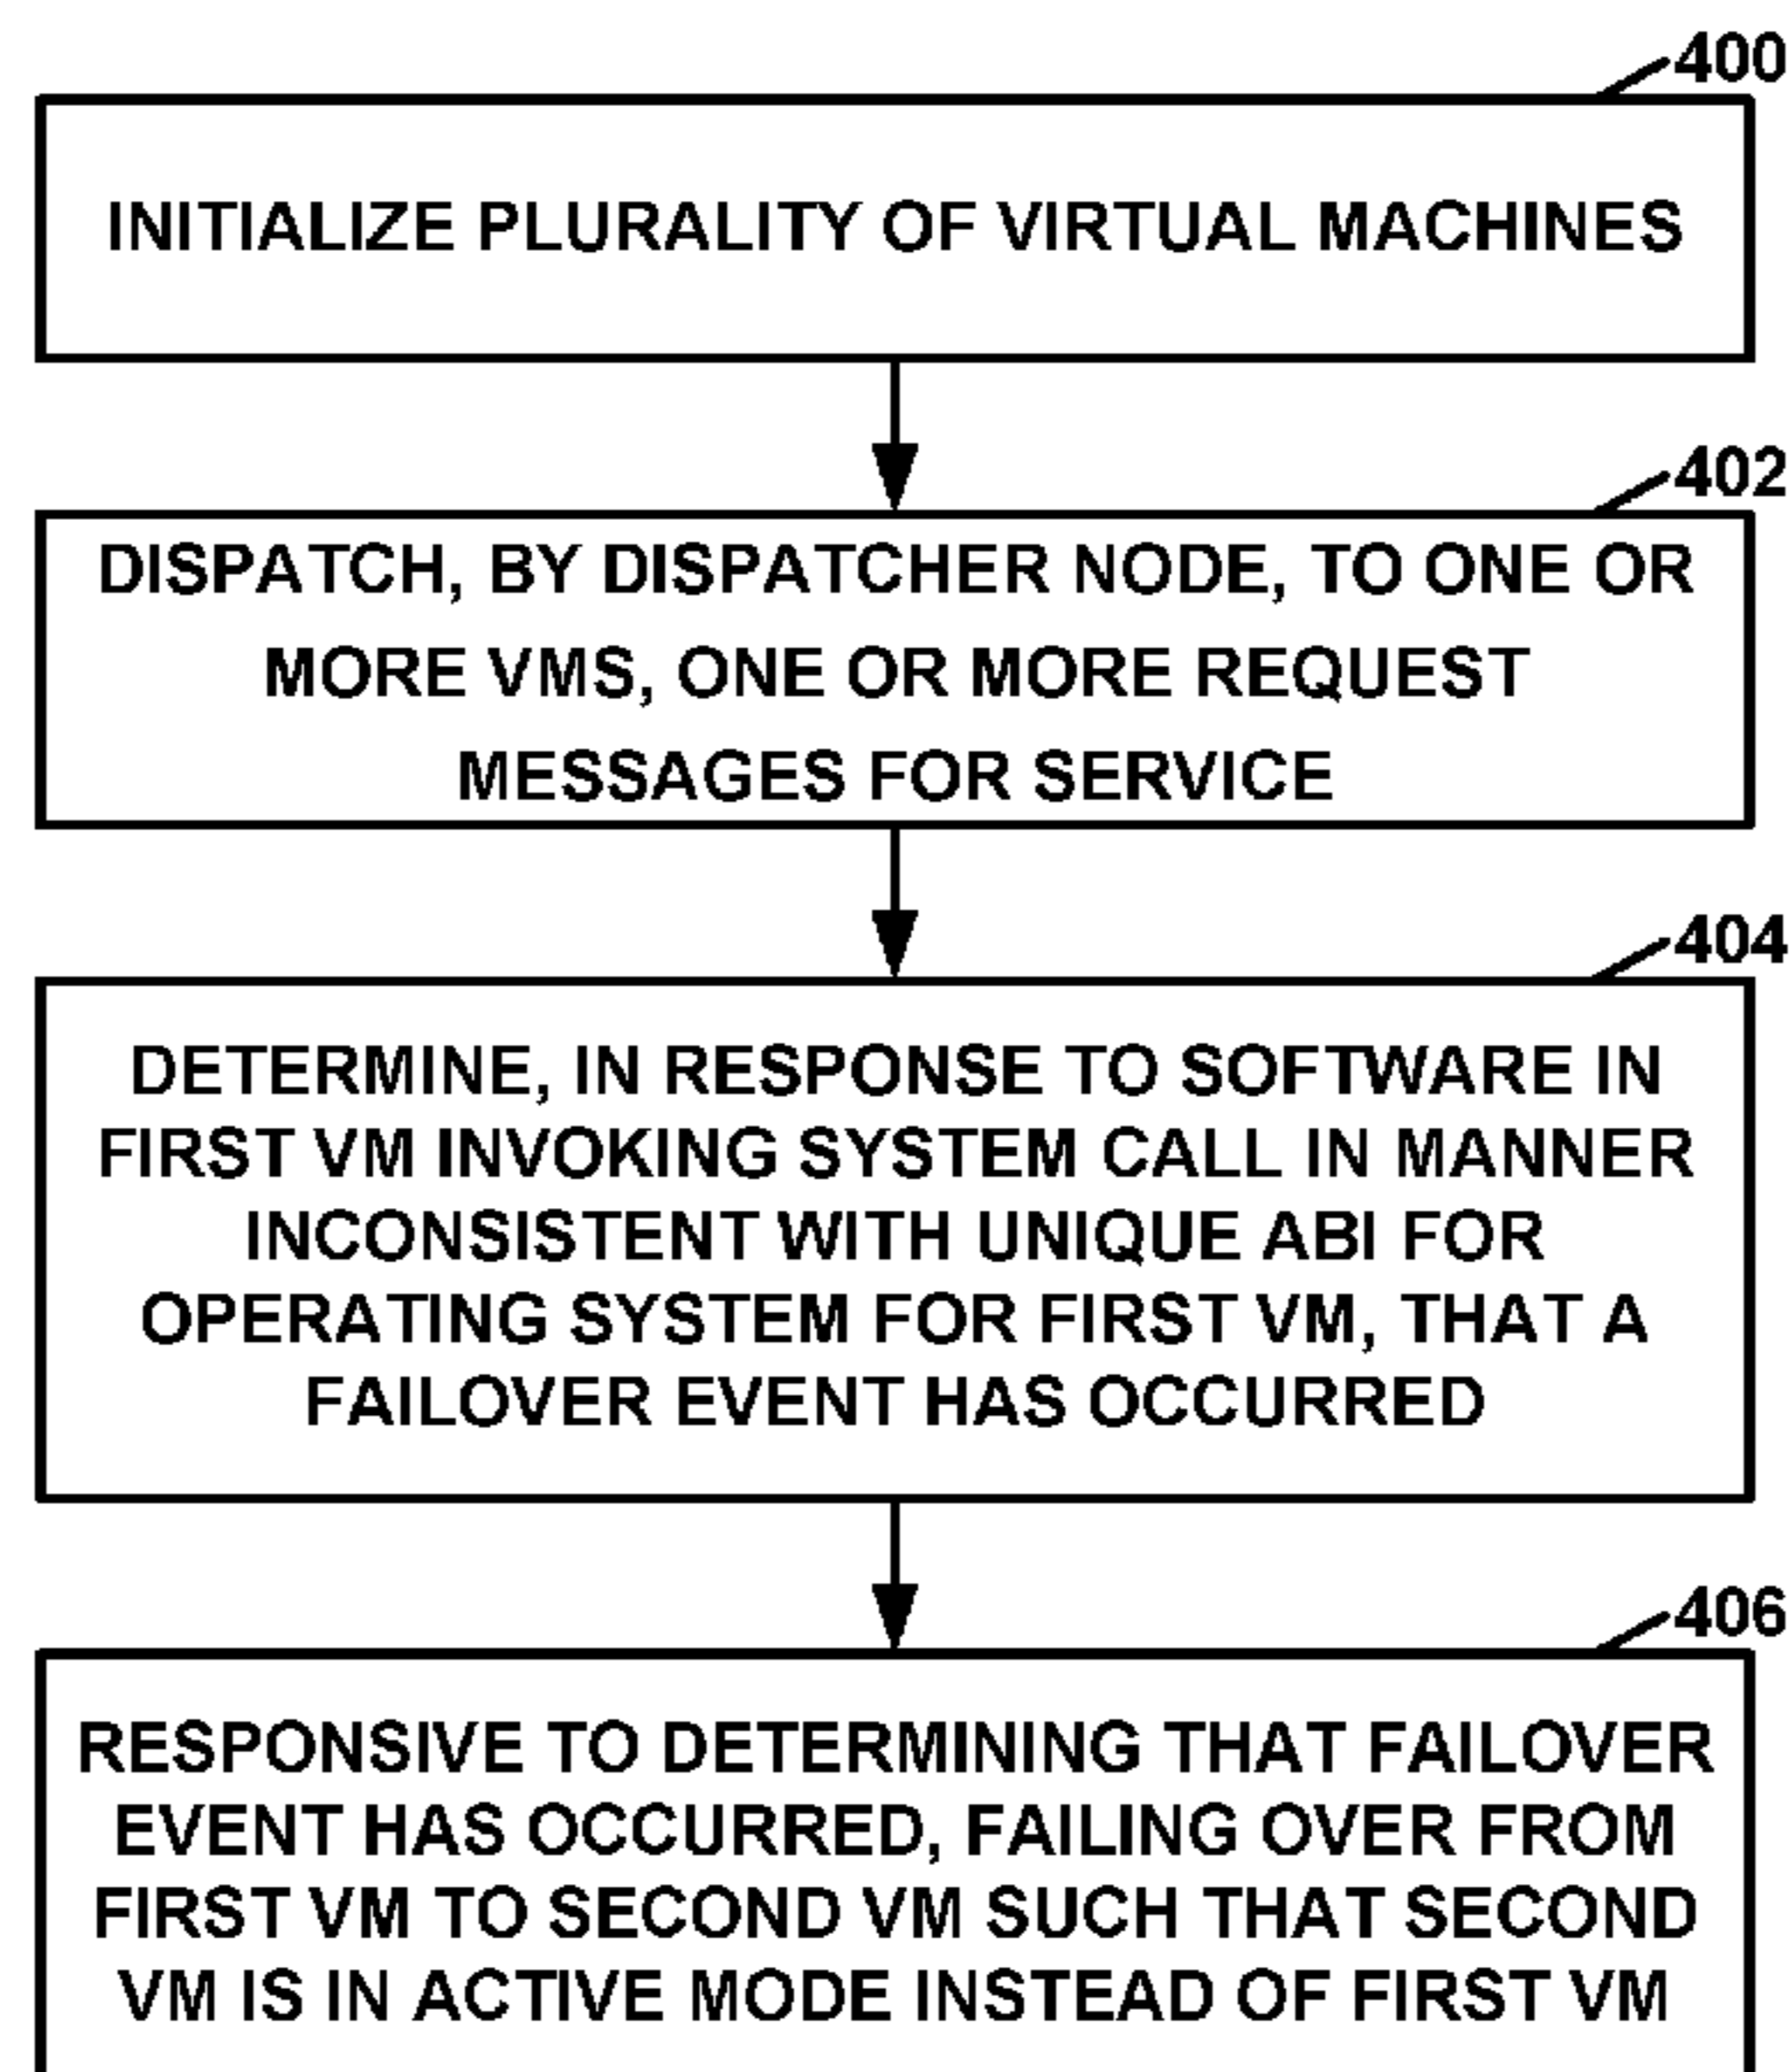 400
INITIALIZE PLURALITY OF VIRTUAL MACHINES
402
DISPATCH, BY DISPATCHER NODE, TO ONE OR
MORE VMS, ONE OR MORE REQUEST
MESSAGES FOR SERVICE
404
DETERMINE, IN RESPONSE TO SOFTWARE IN
FIRST VM INVOKING SYSTEM CALL IN MANNER
INCONSISTENT WITH UNIQUE ABI FOR
OPERATING SYSTEM FOR FIRST VM, THAT A
FAILOVER EVENT HAS OCCURRED
406
RESPONSIVE TO DETERMINING THAT FAILOVER
EVENT HAS OCCURRED, FAILING OVER FROM
FIRST VM TO SECOND VM SUCH THAT SECOND
VM IS IN ACTIVE MODE INSTEAD OF FIRST VM